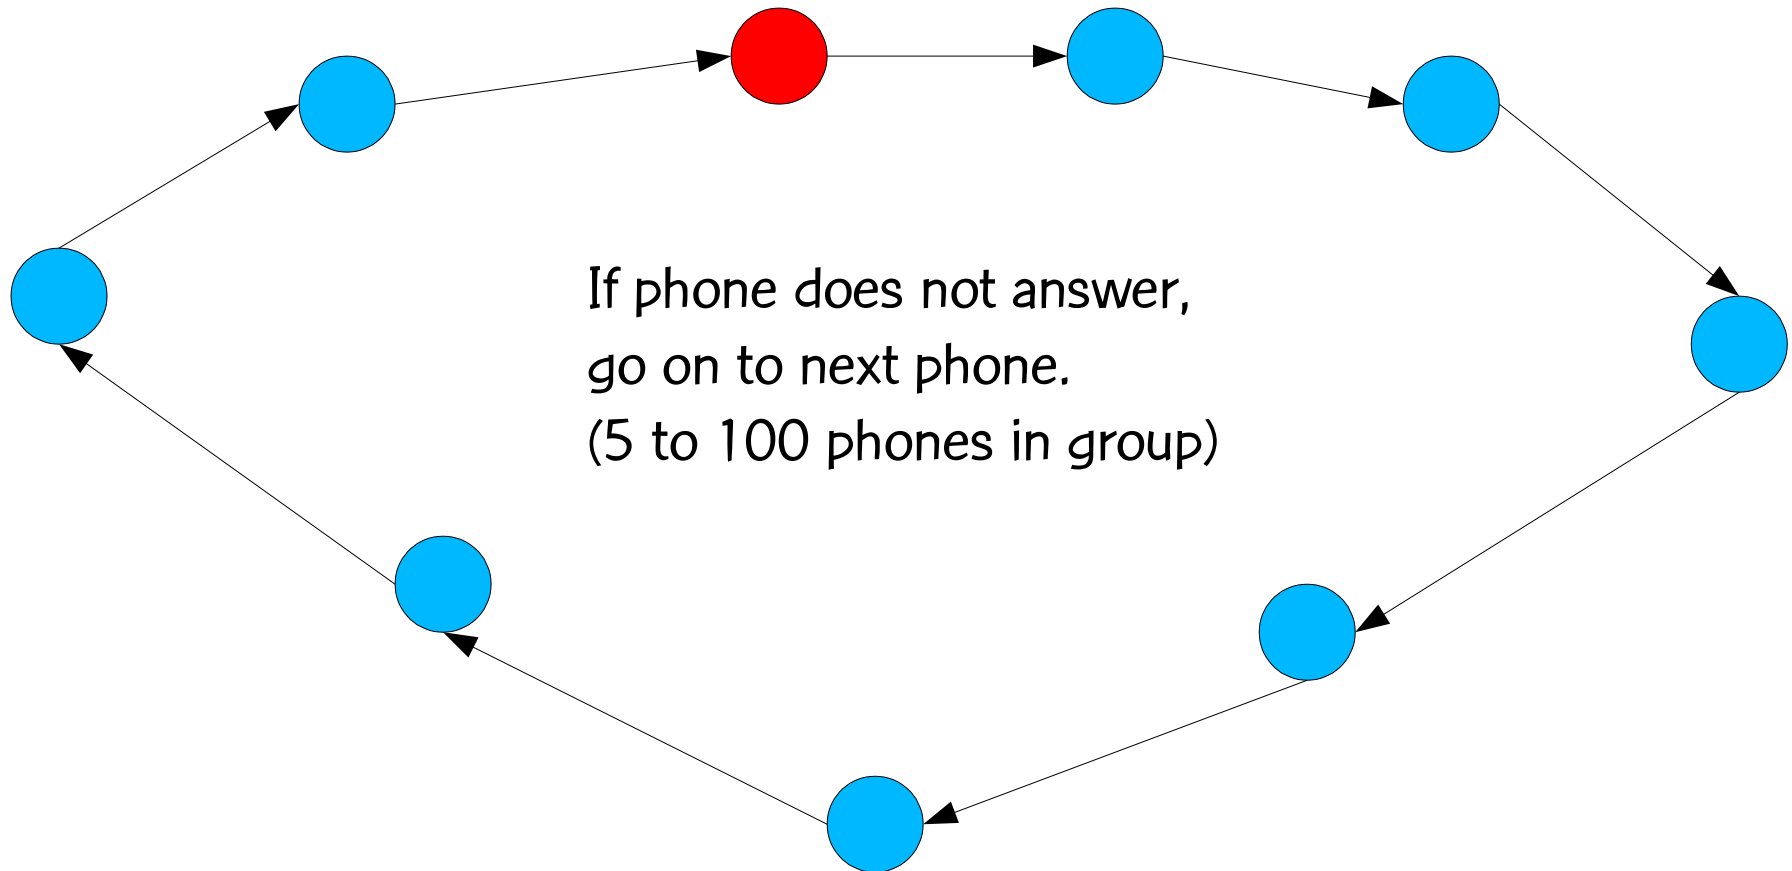 If phone does not answer,
go on to next phone.
(5 to 100 phones in group)